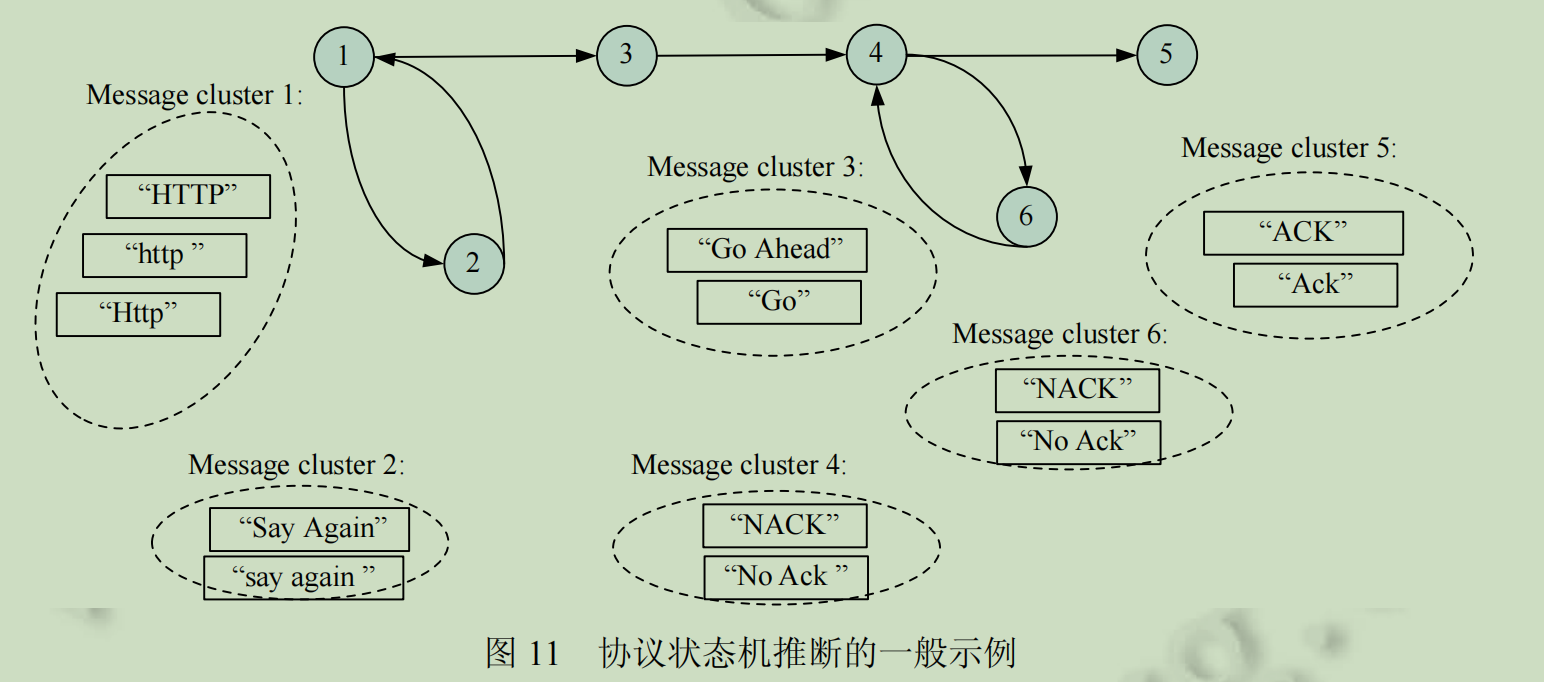 1
3
4
5
Message cluster 1:
Message cluster 5:
Message cluster 3:
“HTTP”
6
“ACK”
“http ”
“Go Ahead”
2
“Ack”
“Go”
“Http”
Message cluster 6:
“NACK”
“No Ack”
Message cluster 2:
Message cluster 4:
“Say Again”
“NACK”
“say again ”
“No Ack ”
图 11 协议状态机推断的一般示例